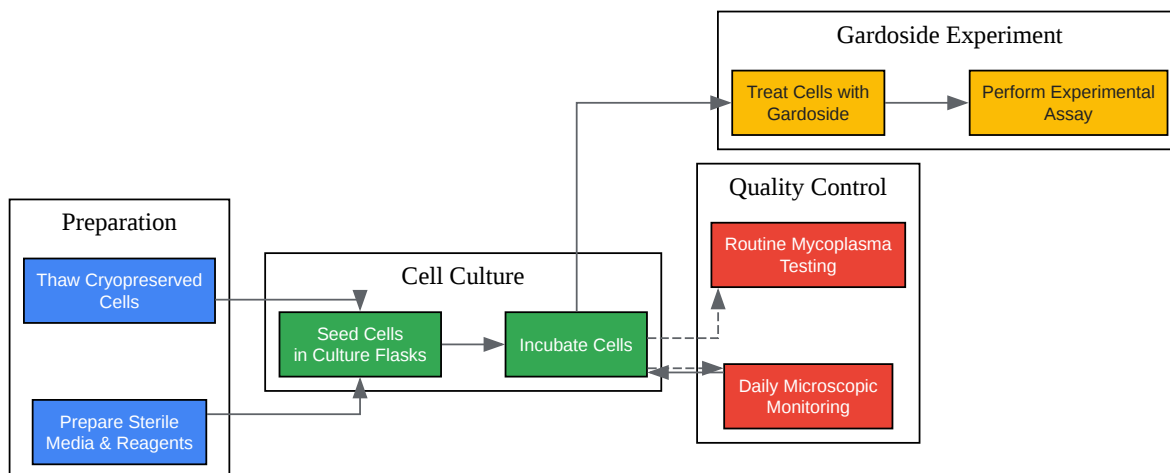 Gardoside Experiment
Treat Cells with
Gardoside
Perform Experimental
Assay
Quality Control
Routine Mycoplasma
Testing
Daily Microscopic
Monitoring
Preparation
Thaw Cryopreserved
Cells
Prepare Sterile
Media & Reagents
Cell Culture
Seed Cells
in Culture Flasks
Incubate Cells